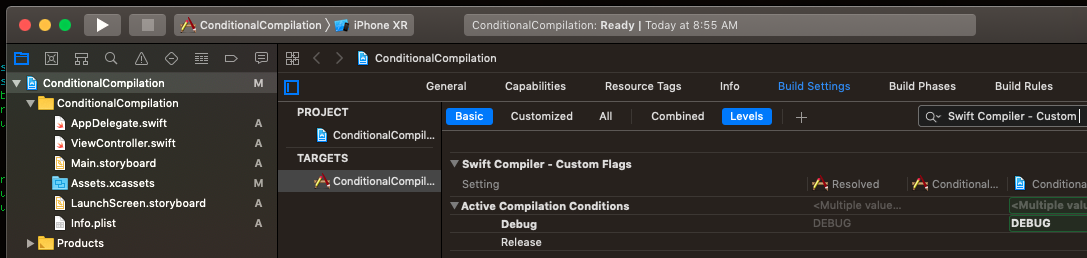 ConditionalCompilation iPhone XR ConditionalCompilation: Ready | Today at 8:55 AM
ConditionalCompilation
ConditionalCompilation M
ConditionalCompilation
AppDelegate.swift A
ViewController.swift A
Main.storyboard A
Assets.xcassets M
LaunchScreen.storyboard A
Info.plist A
Products
General Capabilities Resource Tags Info Build Settings Build Phases Build Rules
PROJECT
ConditionalCompil...
TARGETS
ConditionalCompil...
Basic Customized All Combined Levels Swift Compiler - Custom
Swift Compiler - Custom Flags
Setting Resolved Conditional... Conditiona
Active Compilation Conditions <Multiple value... <Multiple valu
Debug DEBUG DEBUG
Release